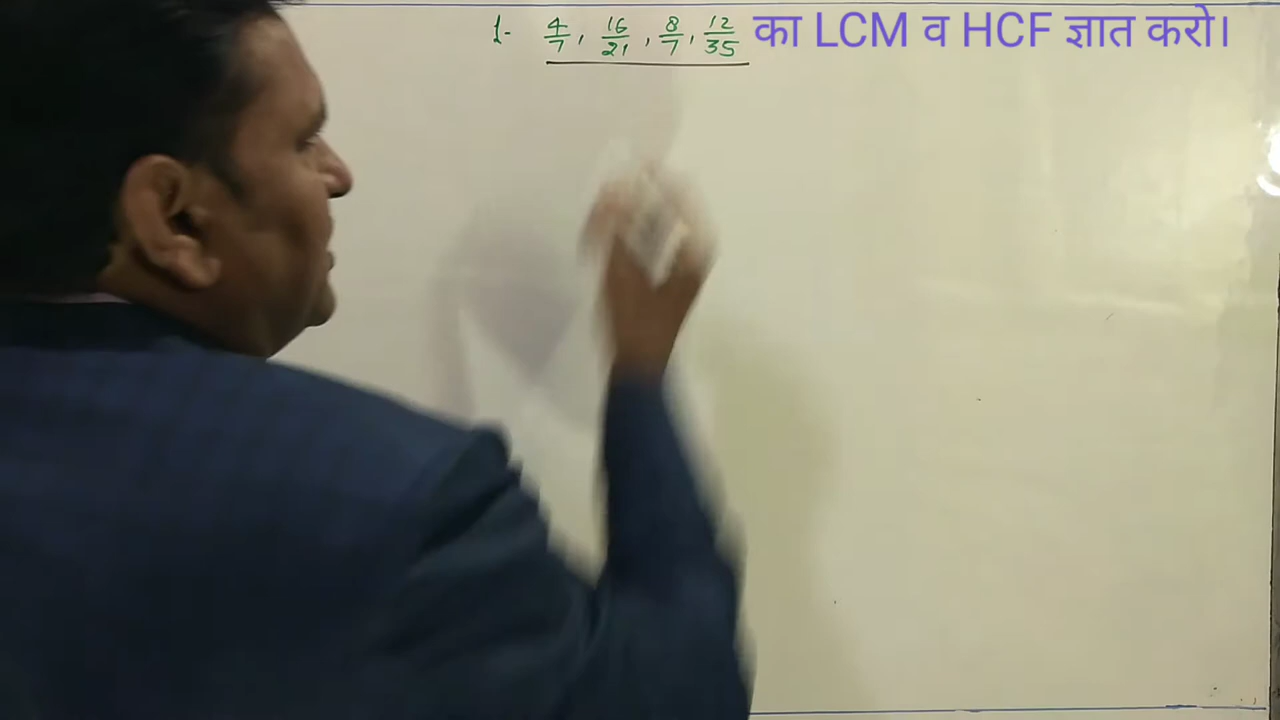 1- 4/7, 16/21, 8/7, 12/35 का LCM व HCF ज्ञात करो।